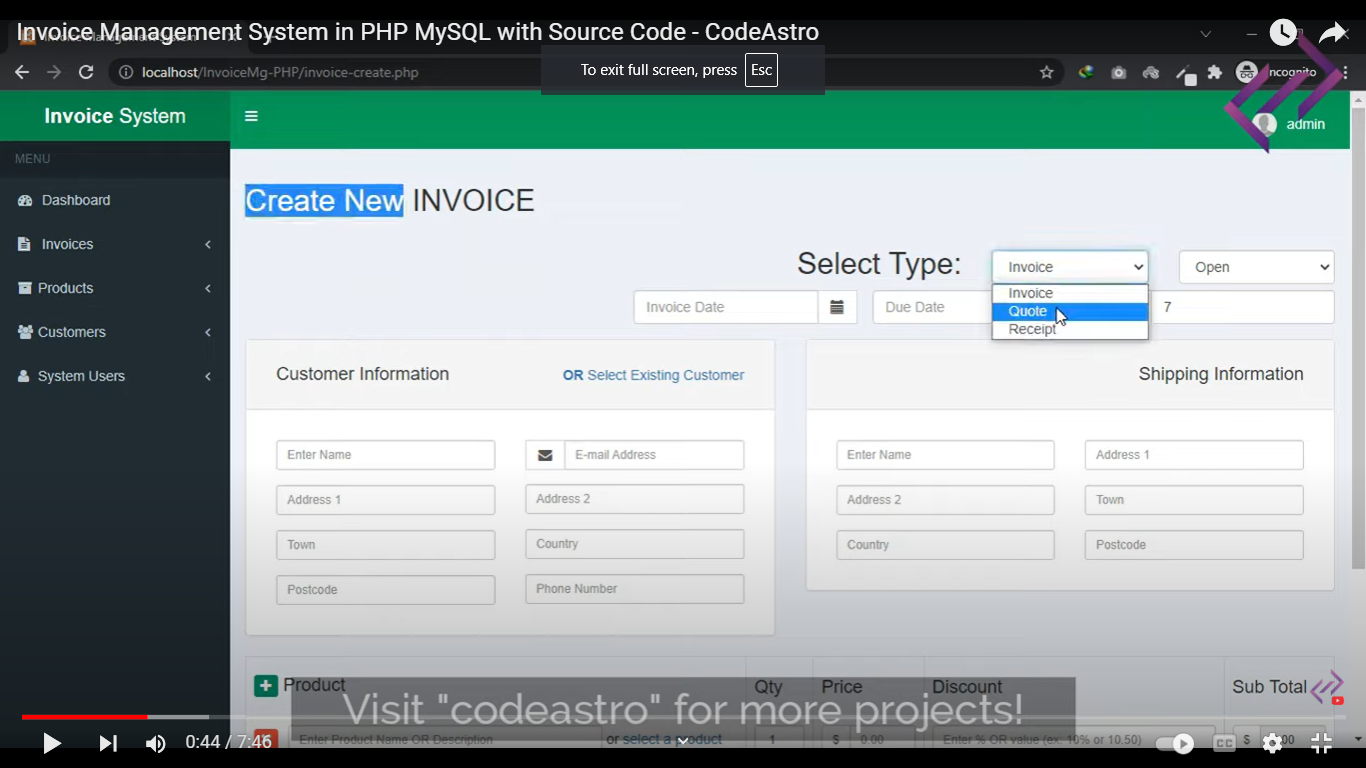 Invoice Management System in PHP MySQL with Source Code - CodeAstro
localhost/InvoiceMg-PHP/invoice-create.php
To exit full screen, press Esc
Incognito
Invoice System
admin
MENU
Dashboard
Invoices
Products
Customers
System Users
Create New INVOICE
Select Type:
Invoice
Open
Invoice
Quote
Receipt
Invoice Date
Due Date
7
Customer Information
OR Select Existing Customer
Shipping Information
Enter Name
E-mail Address
Enter Name
Address 1
Address 1
Address 2
Address 2
Town
Town
Country
Country
Postcode
Postcode
Phone Number
Product
Qty
Price
Discount
Sub Total
Visit "codeastro" for more projects!
Enter Product Name OR Description
or select a product
1
$ 0.00
Enter % OR value (ex: 10% or 10.50)
$
0:44 / 7:46
CC